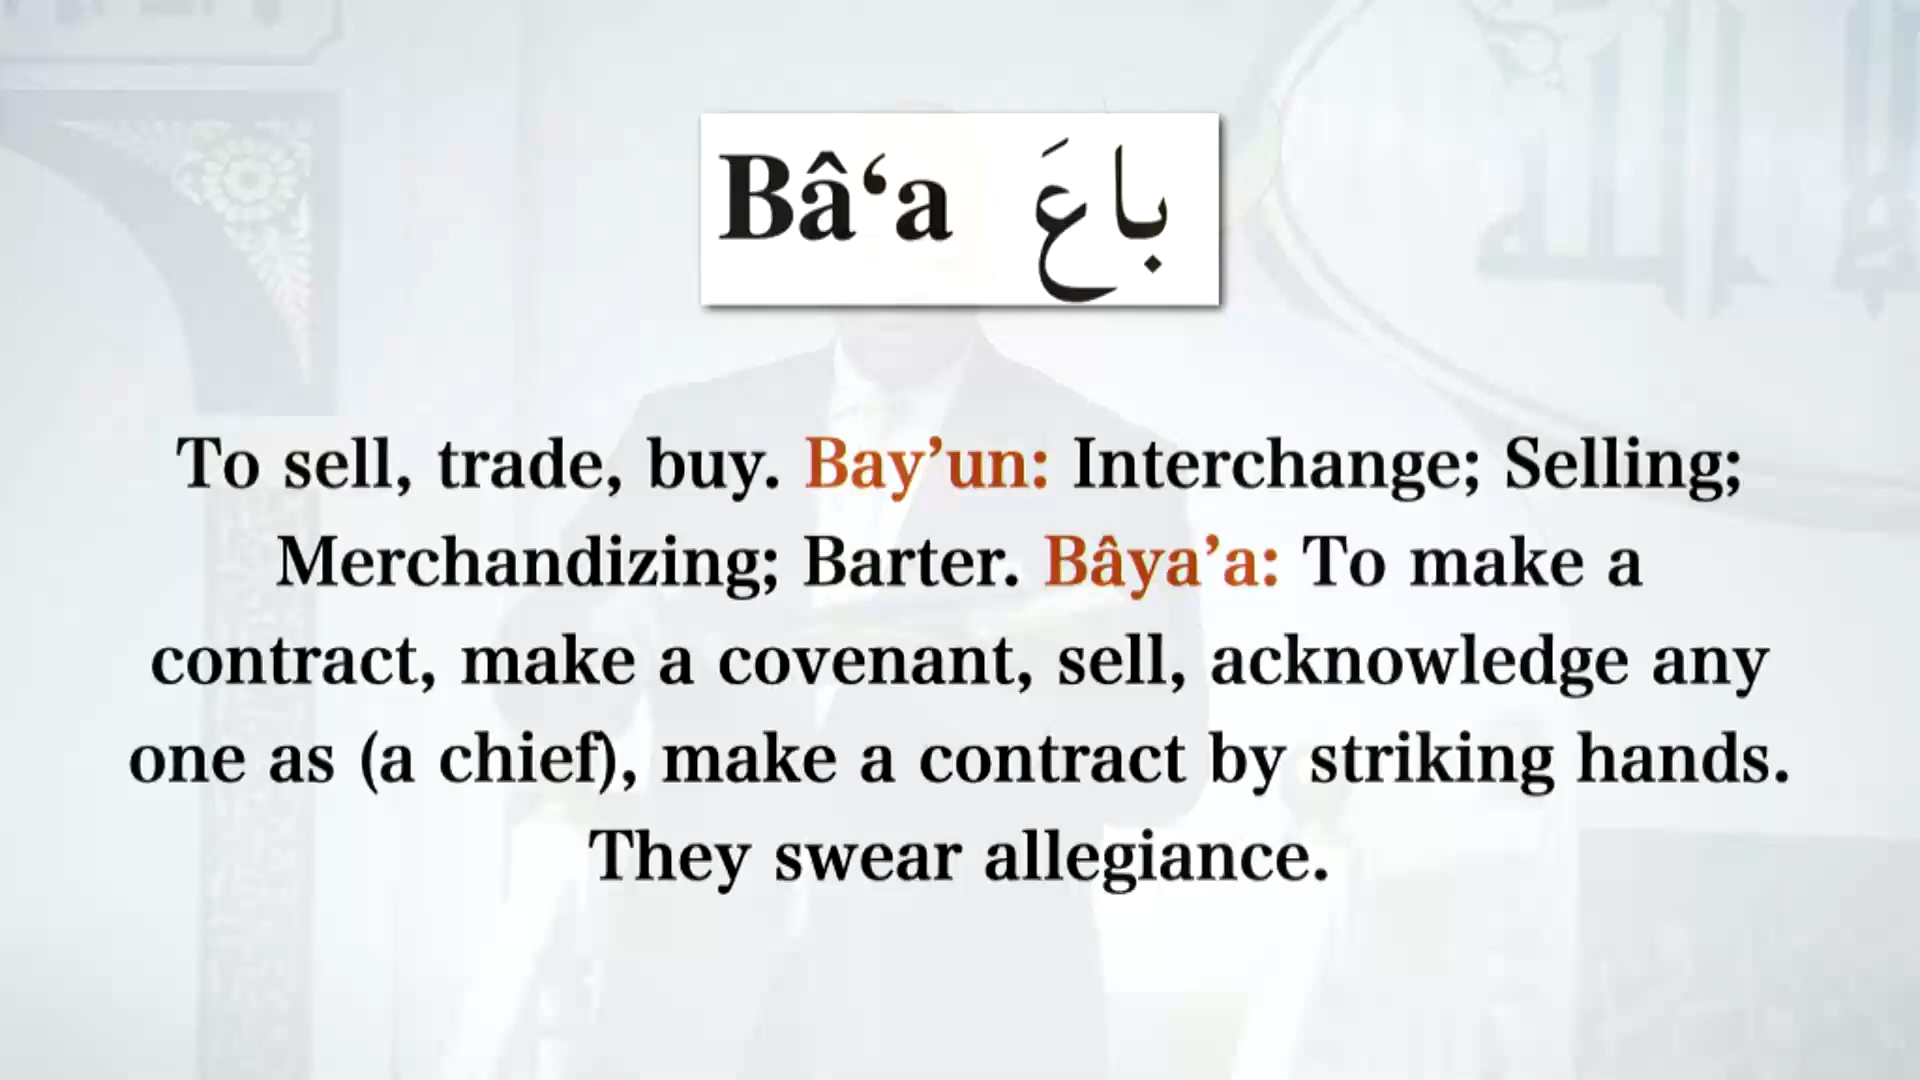 Bâ‘a باعَ
To sell, trade, buy. Bay’un: Interchange; Selling;
Merchandizing; Barter. Bâya’a: To make a
contract, make a covenant, sell, acknowledge any
one as (a chief), make a contract by striking hands.
They swear allegiance.